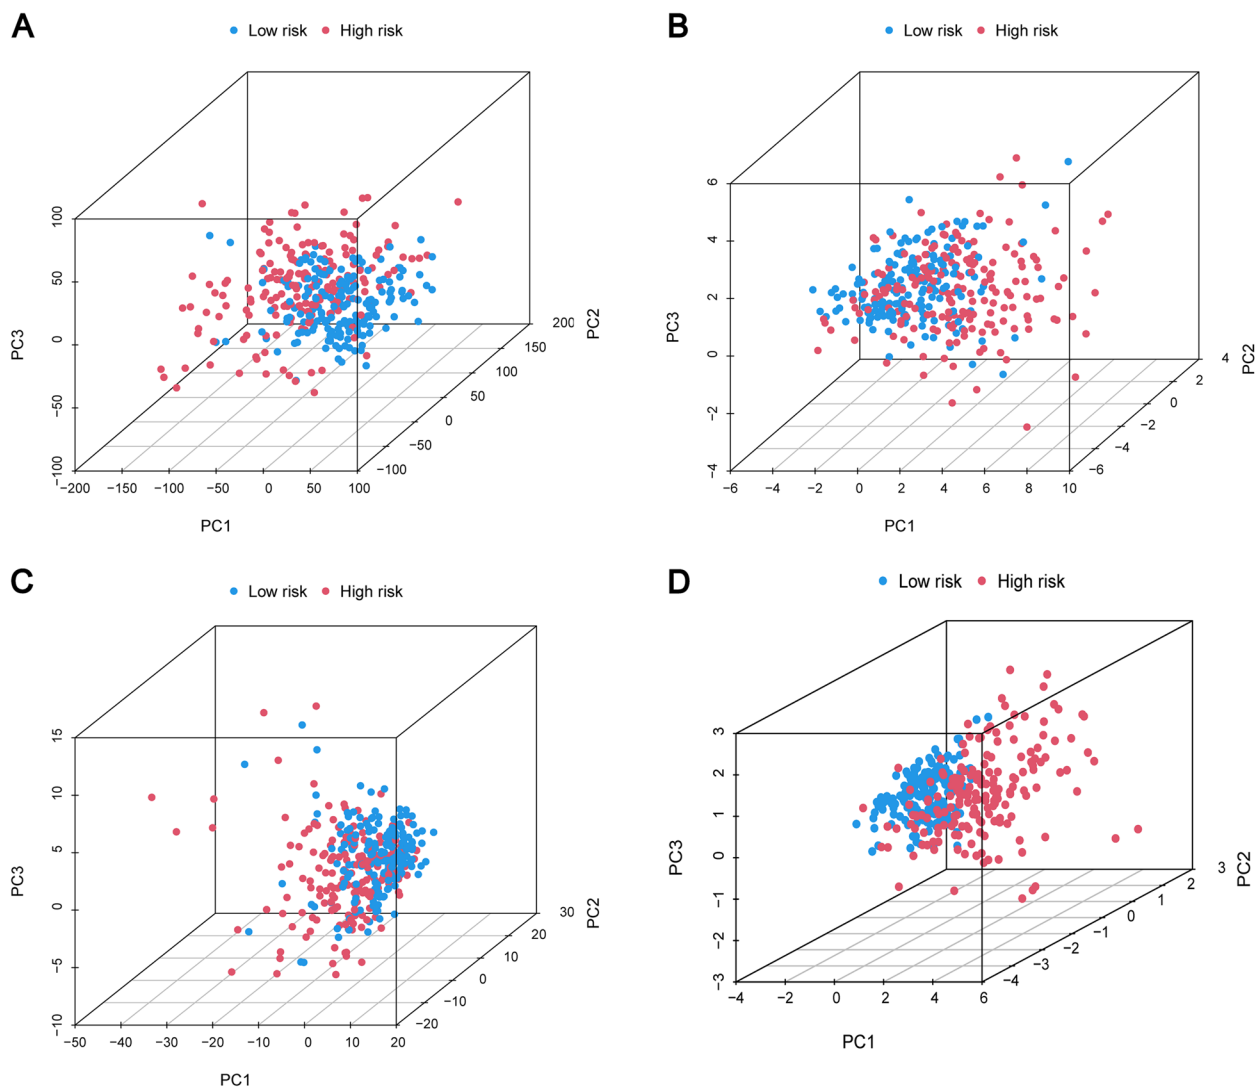 A
Low risk High risk
PC3
100
50
0
−50
−100
−200 −150 −100 0 50 100
PC1
−100
−50
0
50
100
150
200
PC2
B
Low risk High risk
PC3
6
4
2
0
−2
−4
−6 −4 −2 0 2 4 6 8 10
PC1
−6
−4
−2
0
2
4
PC2
C
Low risk High risk
PC3
15
10
5
0
−5
−10
−50 −40 −30 −20 −10 0 10 20
PC1
−20
−10
0
10
20
30
PC2
D
Low risk High risk
PC3
3
2
1
0
−1
−2
−3
−4 −2 0 2 4 6
PC1
−4
−3
−2
−1
0
1
2
3
PC2